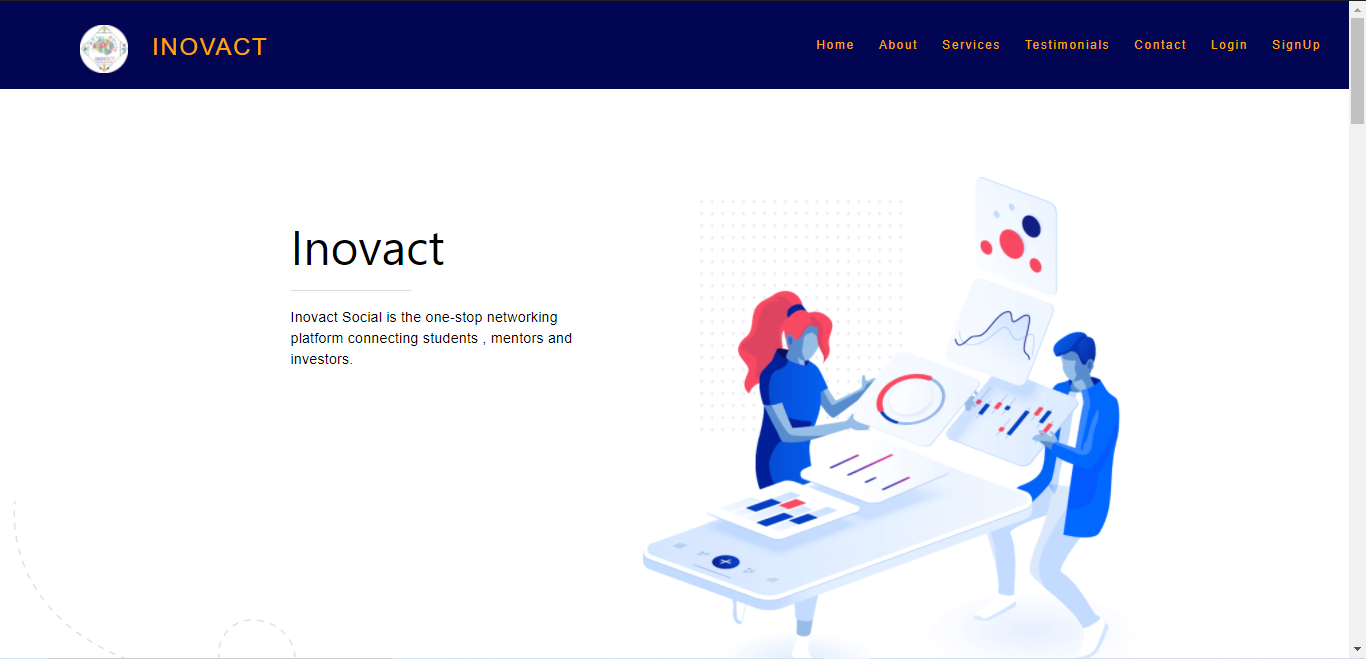 INOVACT
Home About Services Testimonials Contact Login SignUp
Inovact
Inovact Social is the one-stop networking
platform connecting students , mentors and
investors.